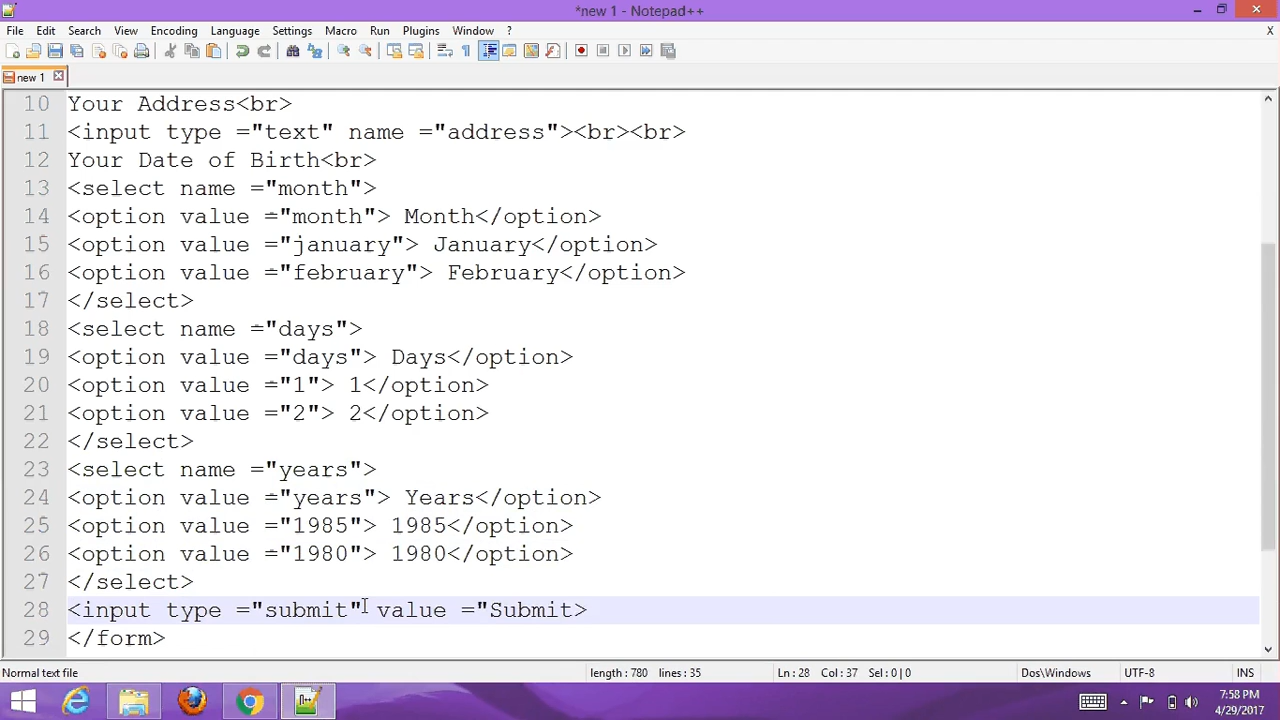 *new 1 - Notepad++
File Edit Search View Encoding Language Settings Macro Run Plugins Window ? X
new 1
10 Your Address<br>
11 <input type ="text" name ="address"><br><br>
12 Your Date of Birth<br>
13 <select name ="month">
14 <option value ="month"> Month</option>
15 <option value ="january"> January</option>
16 <option value ="february"> February</option>
17 </select>
18 <select name ="days">
19 <option value ="days"> Days</option>
20 <option value ="1"> 1</option>
21 <option value ="2"> 2</option>
22 </select>
23 <select name ="years">
24 <option value ="years"> Years</option>
25 <option value ="1985"> 1985</option>
26 <option value ="1980"> 1980</option>
27 </select>
28 <input type ="submit" value ="Submit>
29 </form>
Normal text file length : 780 lines : 35 Ln : 28 Col : 37 Sel : 0 | 0 Dos\Windows UTF-8 INS
7:58 PM
4/29/2017